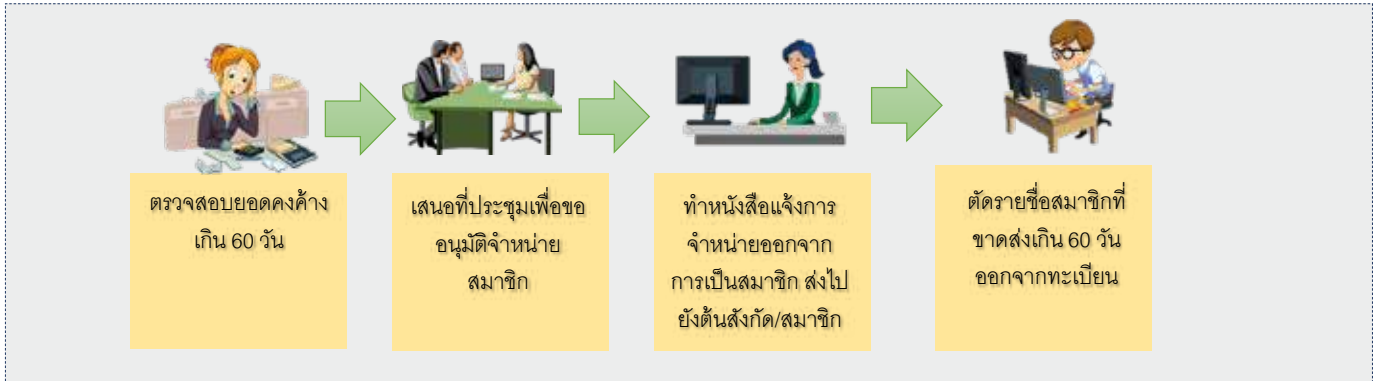 ตรวจสอบยอดคงค้าง
เกิน 60 วัน
เสนอที่ประชุมเพื่อขอ
อนุมัติจำหน่าย
สมาชิก
ทำหนังสือแจ้งการ
จำหน่ายออกจาก
การเป็นสมาชิก ส่งไป
ยังต้นสังกัด/สมาชิก
ตัดรายชื่อสมาชิกที่
ขาดส่งเกิน 60 วัน
ออกจากทะเบียน